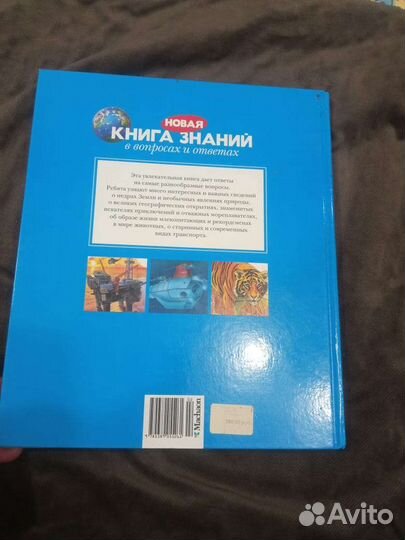 НОВАЯ
КНИГА ЗНАНИЙ
в вопросах и ответах
Эта увлекательная книга дает ответы
на самые разнообразные вопросы.
Ребята узнают много интересных и важных сведений
о недрах Земли и необычных явлениях природы,
о великих географических открытиях, знаменитых
искателях приключений и отважных мореплавателях,
об образе жизни млекопитающих и рекордсменах
в мире животных, о старинных и современных
видах транспорта.
Machaon
Avito